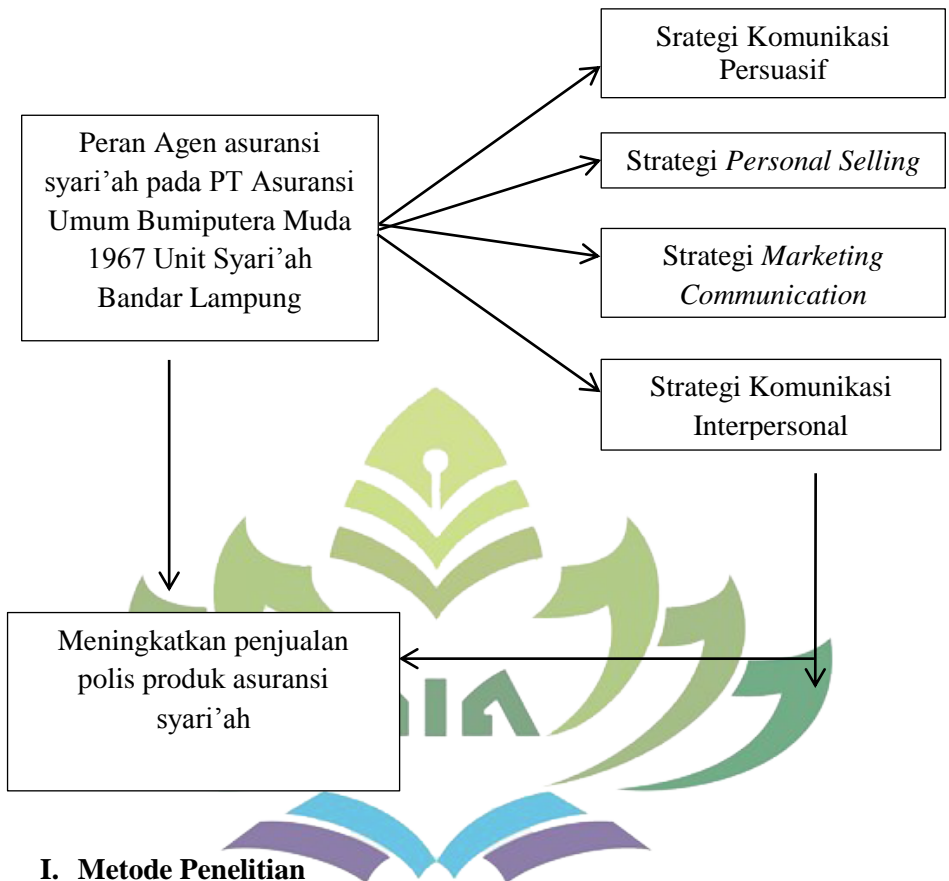 Srategi Komunikasi
Persuasif
Peran Agen asuransi
syari’ah pada PT Asuransi
Umum Bumiputera Muda
1967 Unit Syari’ah
Bandar Lampung
Strategi Personal Selling
Strategi Marketing
Communication
Strategi Komunikasi
Interpersonal
Meningkatkan penjualan
polis produk asuransi
syari’ah
I. Metode Penelitian